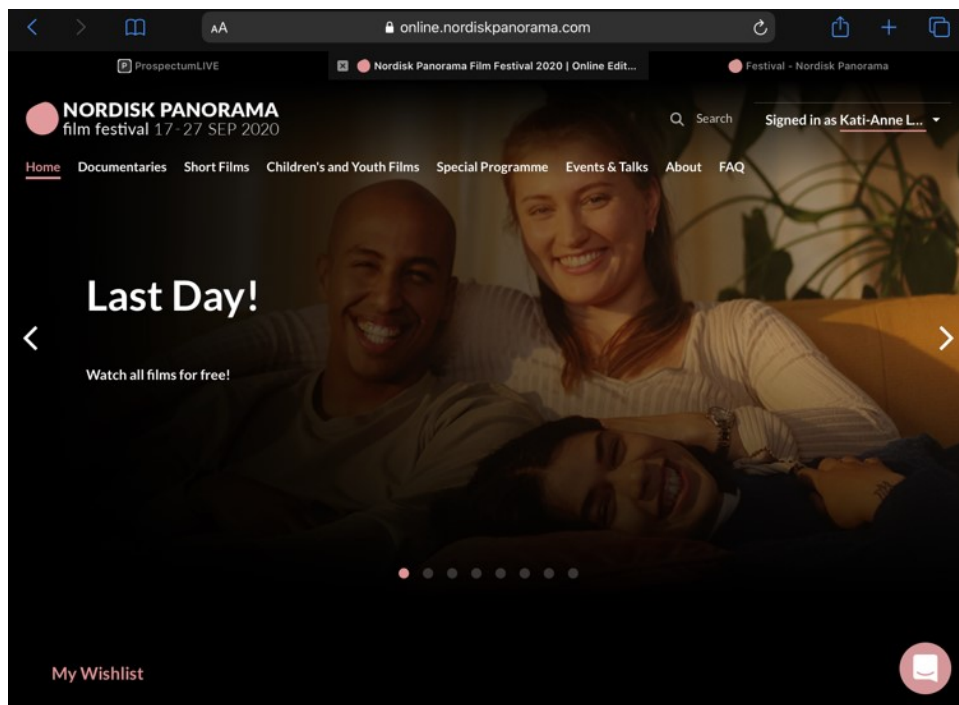 AA
online.nordiskpanorama.com
P ProspectumLIVE
Nordisk Panorama Film Festival 2020 | Online Edit...
Festival - Nordisk Panorama
NORDISK PANORAMA
film festival 17-27 SEP 2020
Search
Signed in as Kati-Anne L...
Home Documentaries Short Films Children's and Youth Films Special Programme Events & Talks About FAQ
Last Day!
Watch all films for free!
My Wishlist